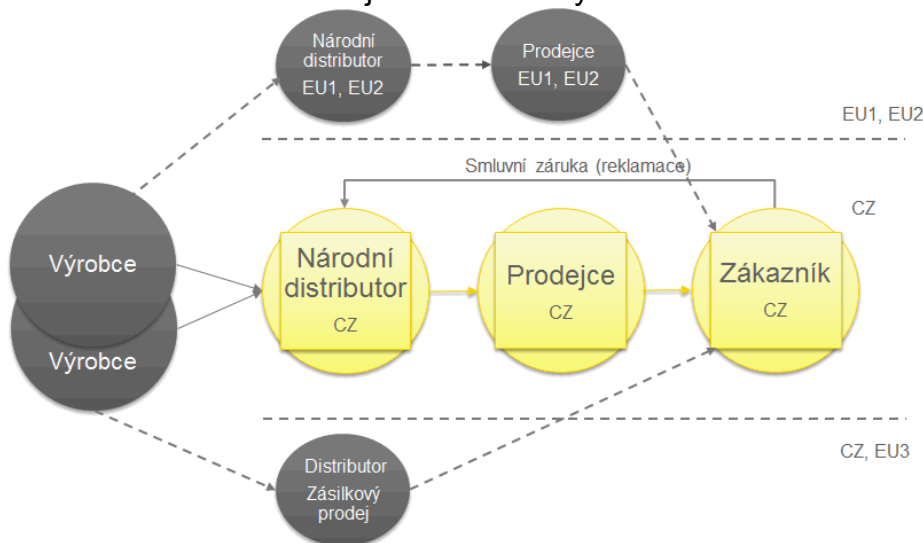 Národní
distributor
EU1, EU2
Prodejce
EU1, EU2
EU1, EU2
Smluvní záruka (reklamace)
CZ
Výrobce
Národní
distributor
CZ
Prodejce
CZ
Zákazník
CZ
Výrobce
CZ, EU3
Distributor
Zásilkový
prodej